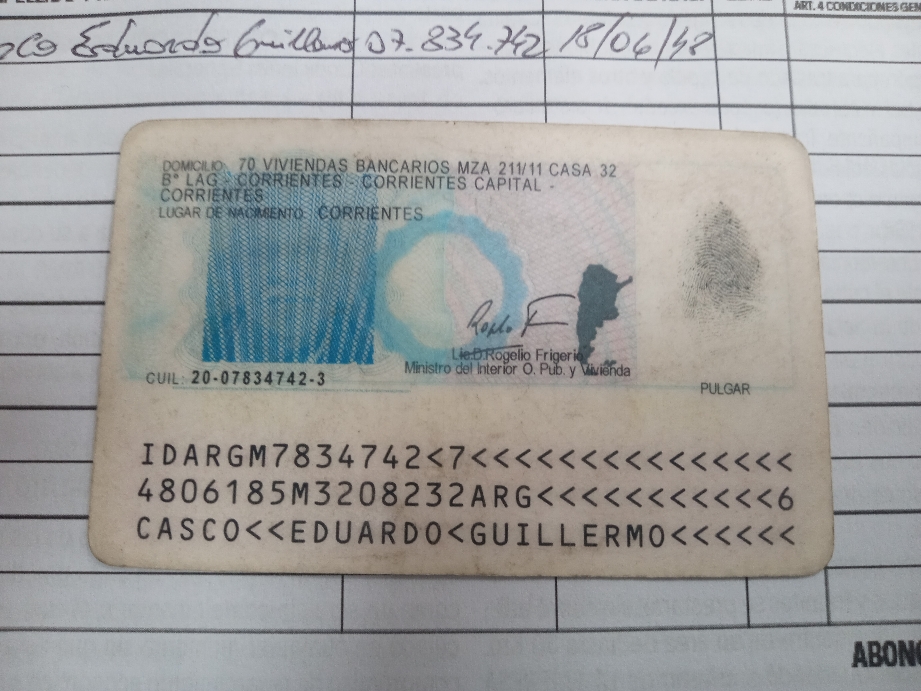 ART. 4 CONDICIONES GEN
sco Eduardo Guillermo 07.834.742 18/06/48
DOMICILIO: 70 VIVIENDAS BANCARIOS MZA 211/11 CASA 32
B° LAG - CORRIENTES - CORRIENTES CAPITAL -
CORRIENTES
LUGAR DE NACIMIENTO: CORRIENTES
Lic.D.Rogelio Frigerio
Ministro del Interior O. Pub. y Vivienda
CUIL: 20-07834742-3
PULGAR
IDARGM7834742<7<<<<<<<<<<<<<<<
4806185M3208232ARG<<<<<<<<<<<6
CASCO<<EDUARDO<GUILLERMO<<<<<<
ABONO